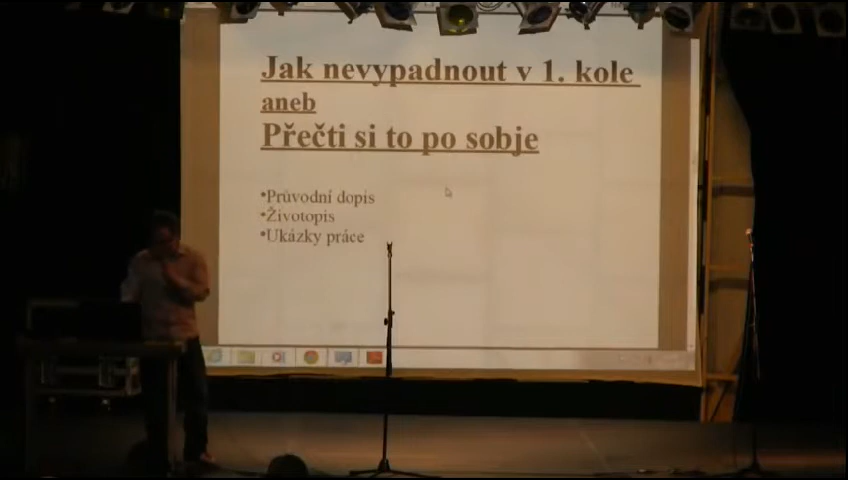 Jak nevypadnout v 1. kole
aneb
Přečti si to po sobje
•Průvodní dopis
•Životopis
•Ukázky práce